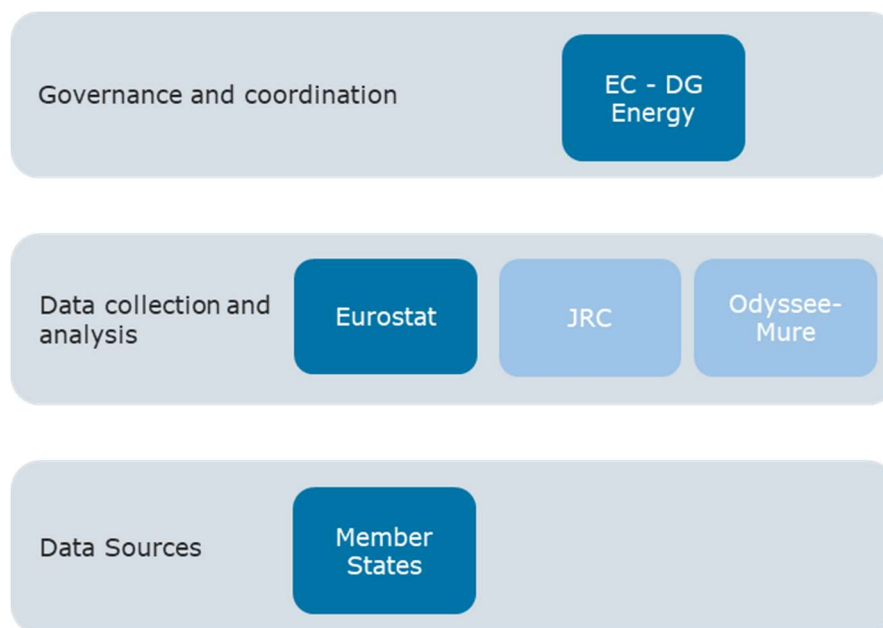 Governance and coordination
EC - DG
Energy
Data collection and
analysis
Eurostat
JRC
Odyssee-
Mure
Data Sources
Member
States